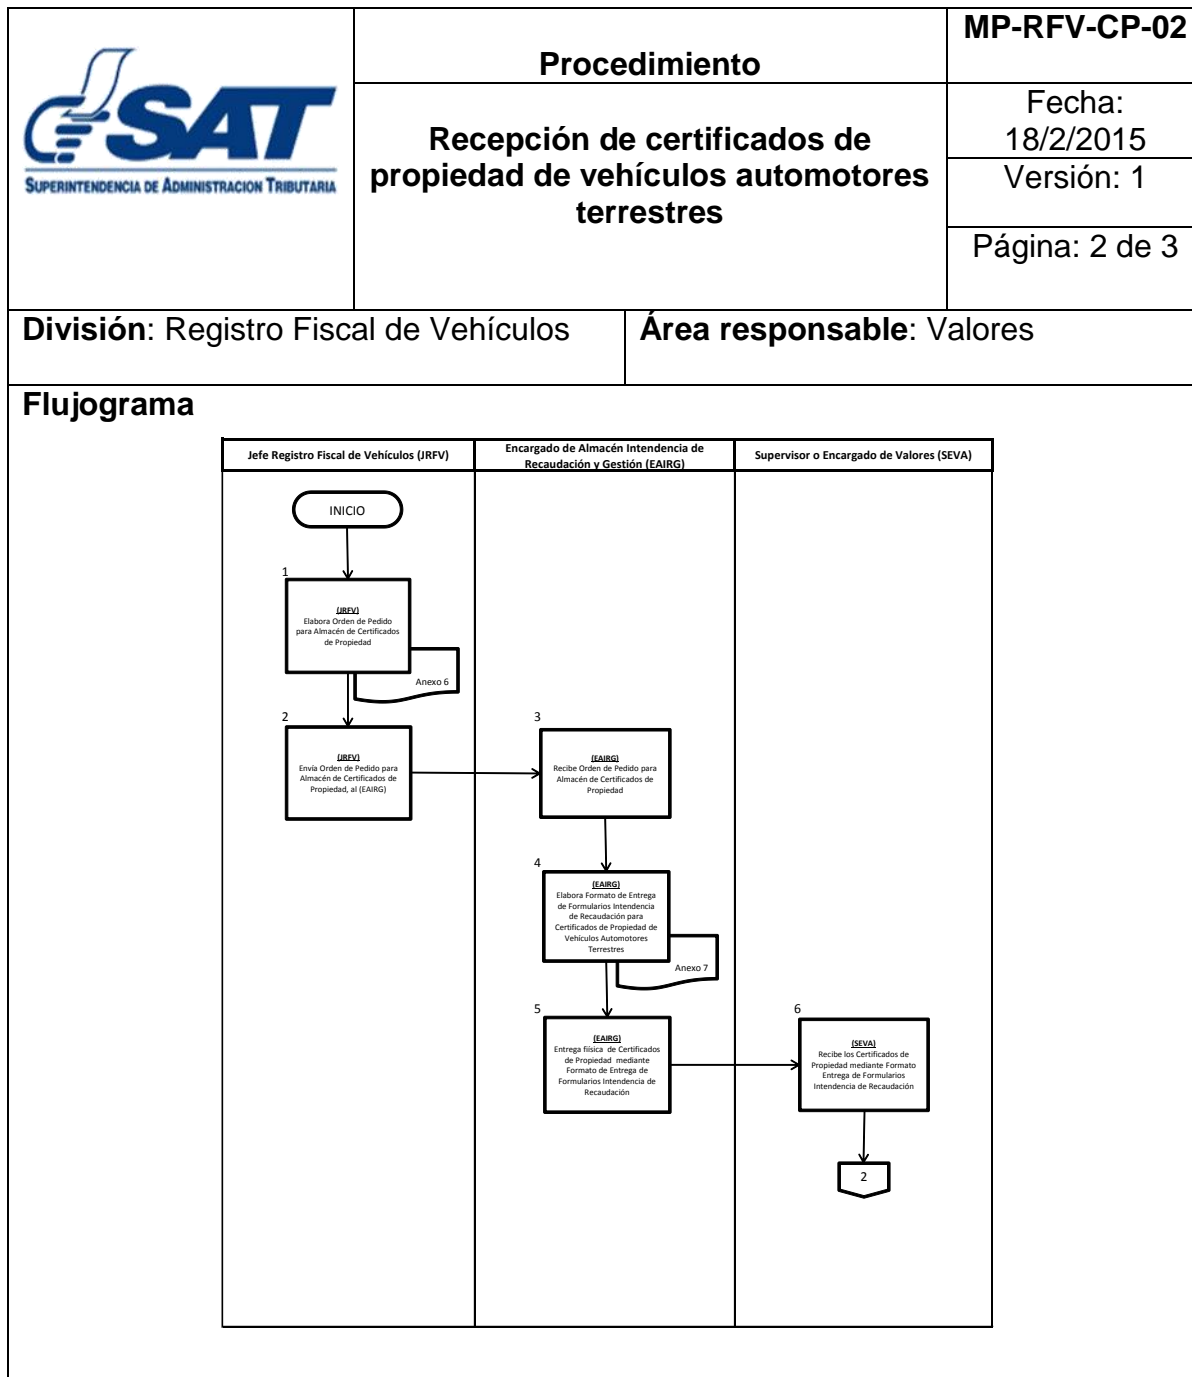 SAT
SUPERINTENDENCIA DE ADMINISTRACION TRIBUTARIA
Procedimiento
Recepción de certificados de
propiedad de vehículos automotores
terrestres
MP-RFV-CP-02
Fecha:
18/2/2015
Versión: 1
Página: 2 de 3
División: Registro Fiscal de Vehículos
Área responsable: Valores
Flujograma
Jefe Registro Fiscal de Vehículos (JRFV)
Encargado de Almacén Intendencia de
Recaudación y Gestión (EAIRG)
Supervisor o Encargado de Valores (SEVA)
INICIO
1
(JRFV)
Elabora Orden de Pedido
para Almacén de Certificados
de Propiedad
Anexo 6
2
(JRFV)
Envía Orden de Pedido para
Almacén de Certificados de
Propiedad, al (EAIRG)
3
(EAIRG)
Recibe Orden de Pedido para
Almacén de Certificados de
Propiedad
4
(EAIRG)
Elabora Formato de Entrega
de Formularios Intendencia
de Recaudación para
Certificados de Propiedad de
Vehículos Automotores
Terrestres
Anexo 7
5
(EAIRG)
Entrega fiísica de Certificados
de Propiedad mediante
Formato de Entrega de
Formularios Intendencia de
Recaudación
6
(SEVA)
Recibe los Certificados de
Propiedad mediante Formato
Entrega de Formularios
Intendencia de Recaudación
2